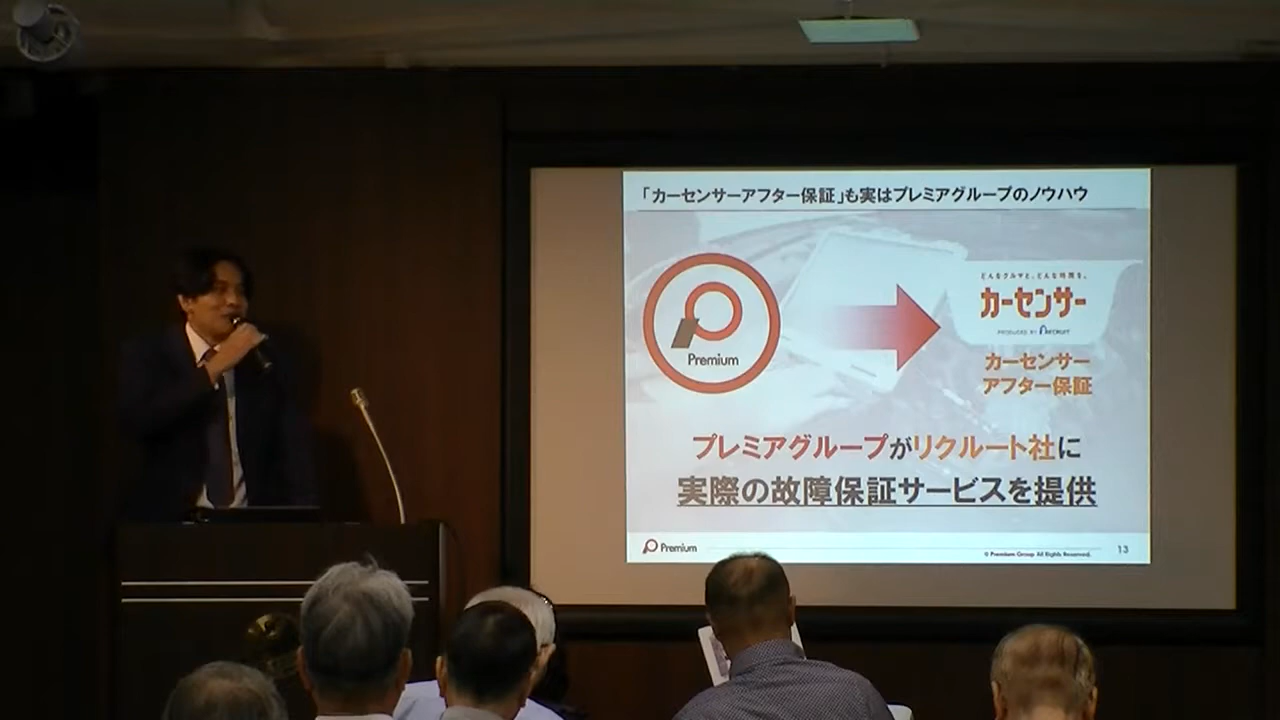 「カーセンサーアフター保証」も実はプレミアグループのノウハウ
Premium
どんなクルマと、どんな時間を。
カーセンサー
PRODUCED BY RECRUIT
カーセンサー
アフター保証
プレミアグループがリクルート社に
実際の故障保証サービスを提供
Premium
© Premium Group All Rights Reserved.
13